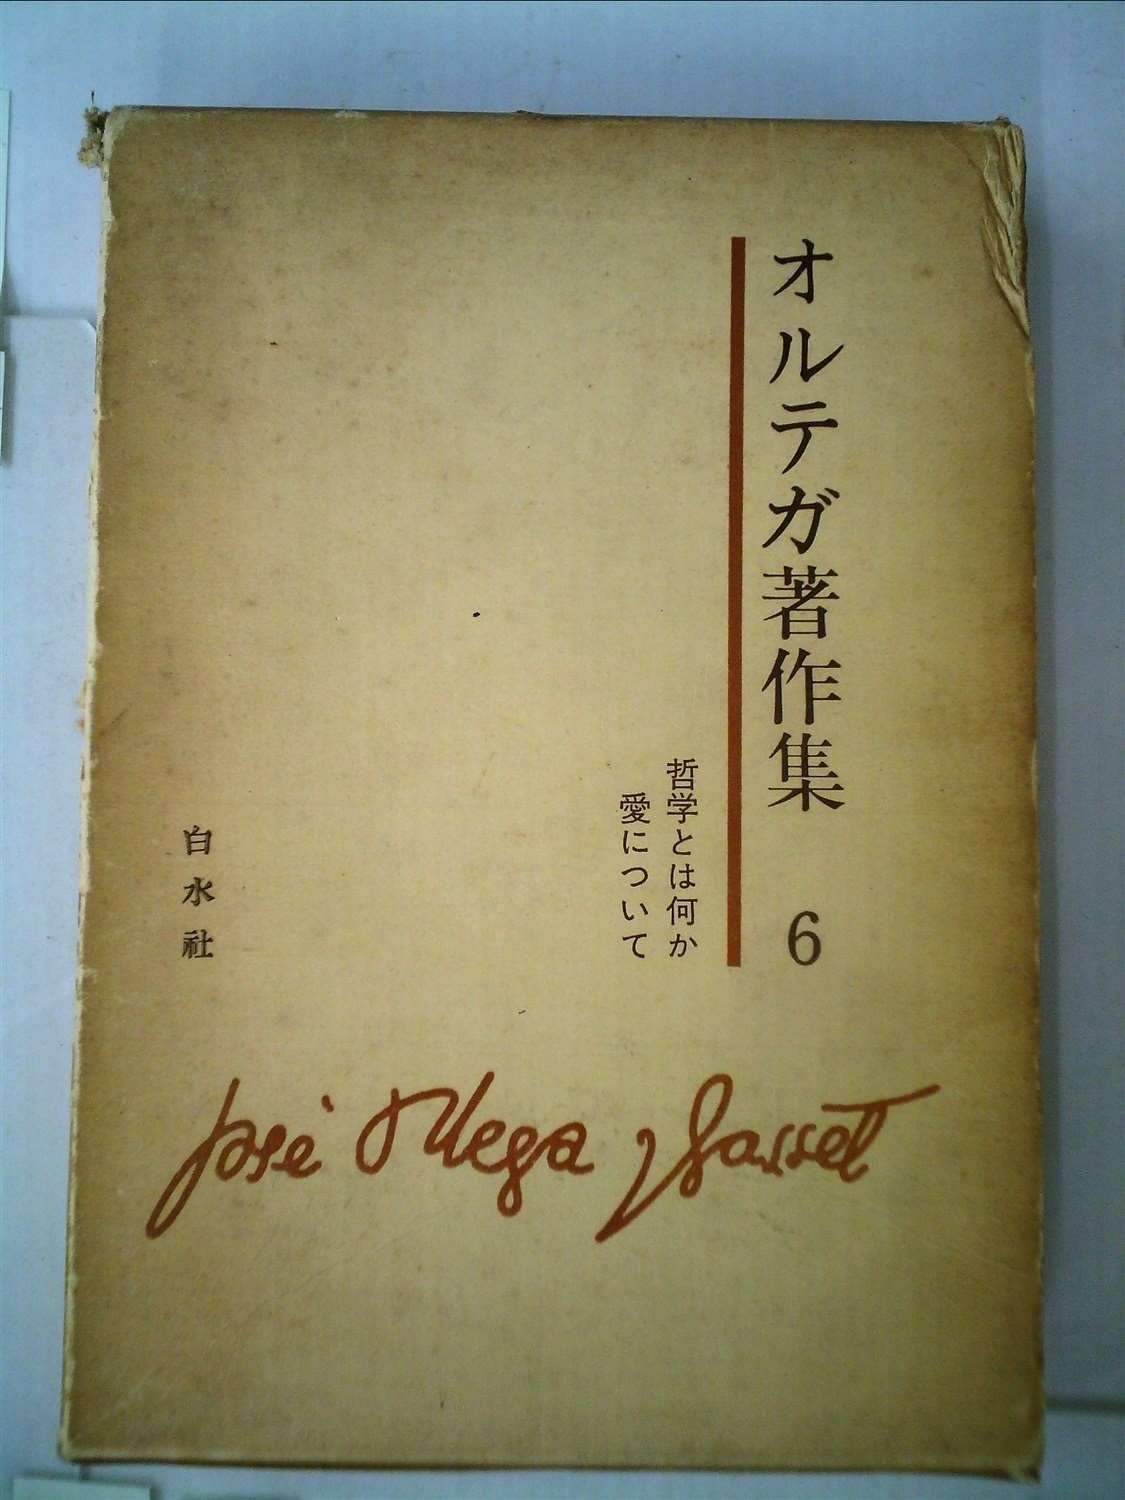 オルテガ著作集 6
哲学とは何か
愛について
白水社
José Ortega y Gasset